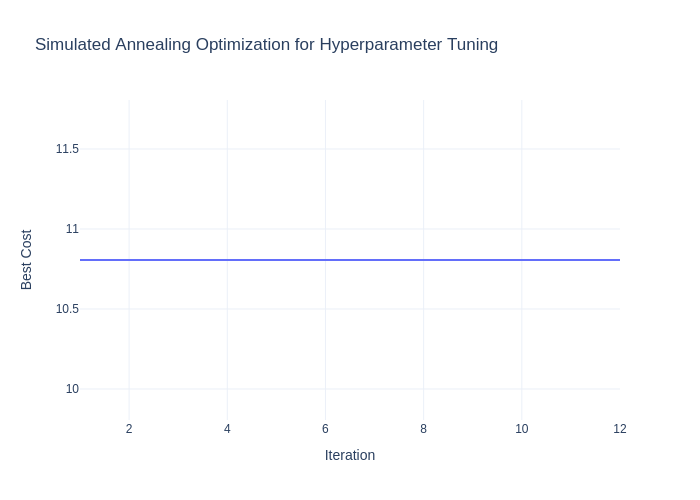 Simulated Annealing Optimization for Hyperparameter Tuning
11.5
11
10.5
10
Best Cost
2 4 6 8 10 12
Iteration